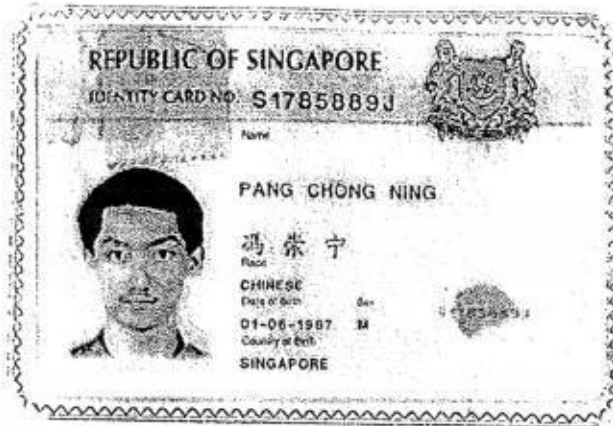 REPUBLIC OF SINGAPORE
IDENTITY CARD NO. S1785889J
Name
PANG CHONG NING
冯崇宁
Race
CHINESE
Date of Birth Sex
01-06-1967 M
Country of Birth
SINGAPORE